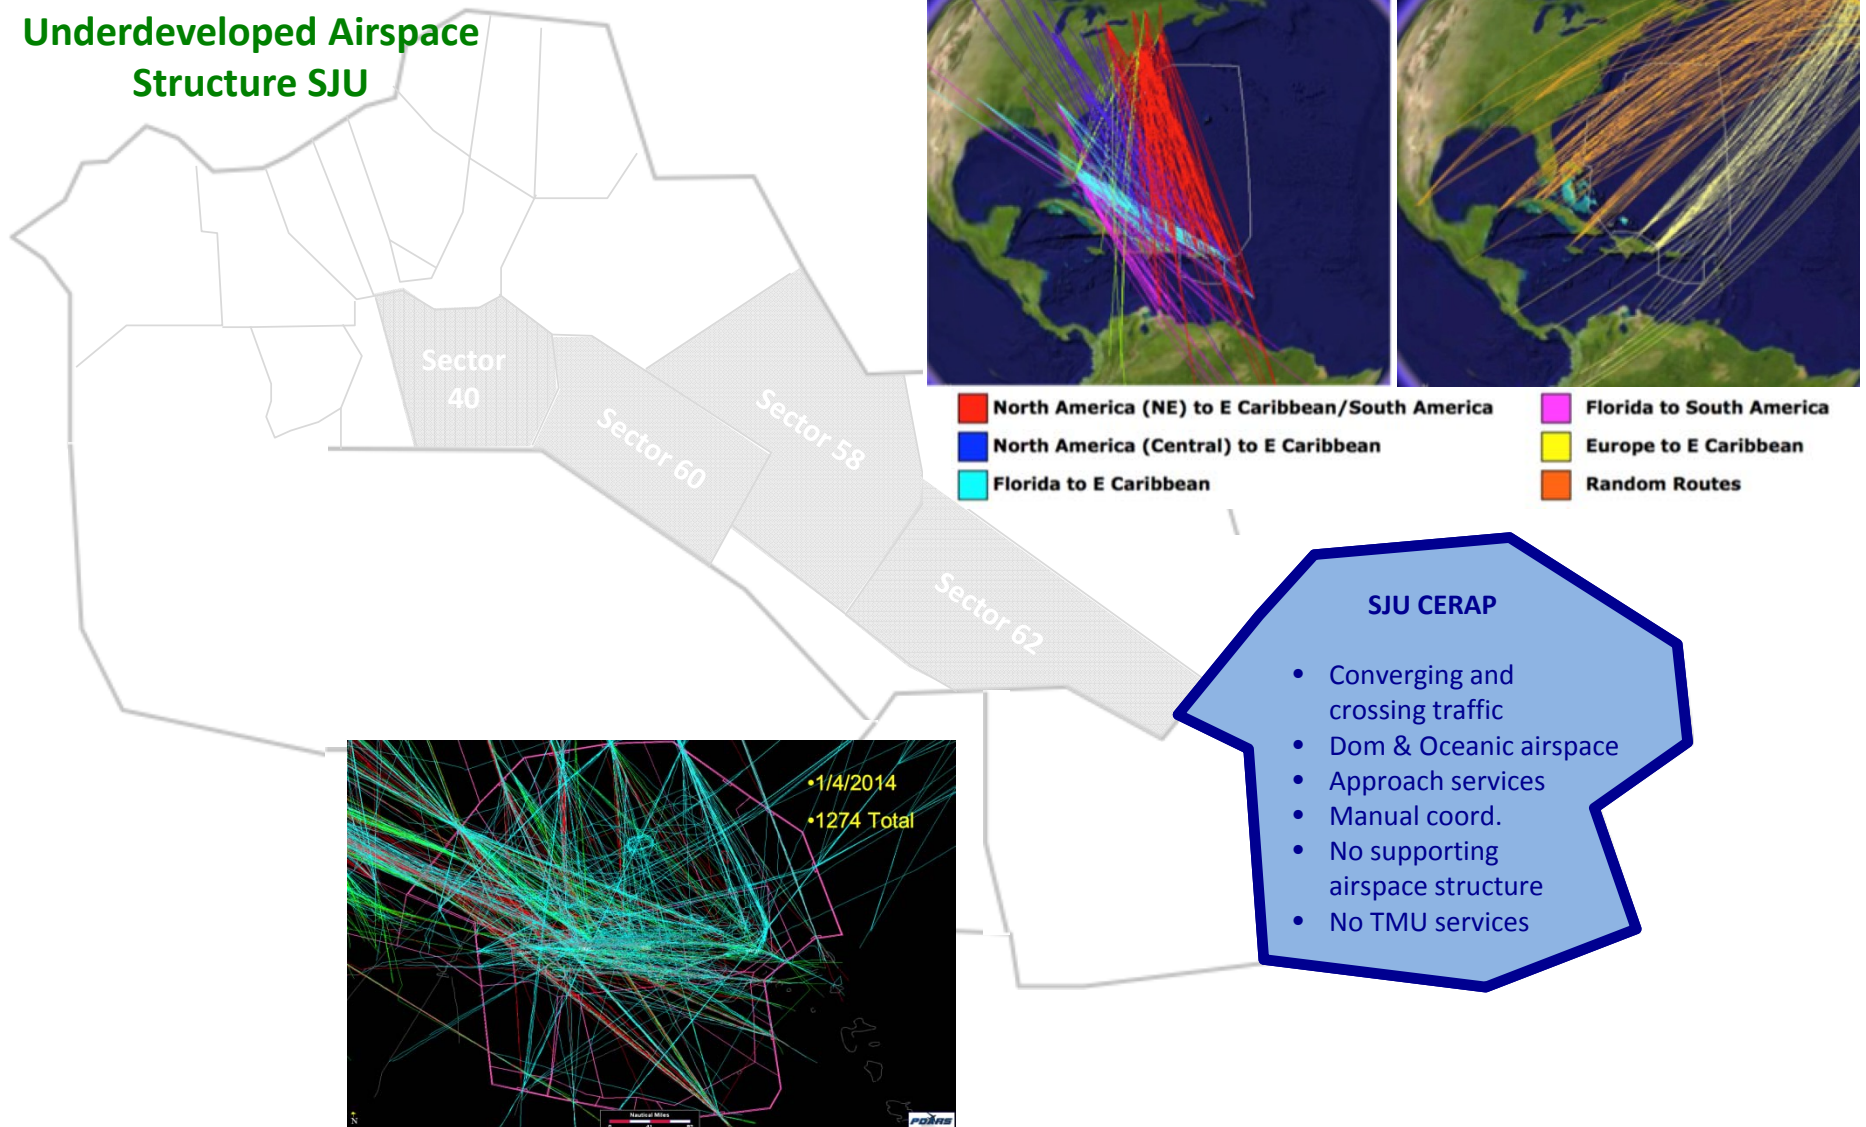 Underdeveloped Airspace
Structure SJU
North America (NE) to E Caribbean/South America
North America (Central) to E Caribbean
Florida to E Caribbean
Florida to South America
Europe to E Caribbean
Random Routes
Sector
40
Sector 60
Sector 58
Sector 62
SJU CERAP
• Converging and
crossing traffic
• Dom & Oceanic airspace
• Approach services
• Manual coord.
• No supporting
airspace structure
• No TMU services
•1/4/2014
•1274 Total
N
Nautical Miles
PDARS